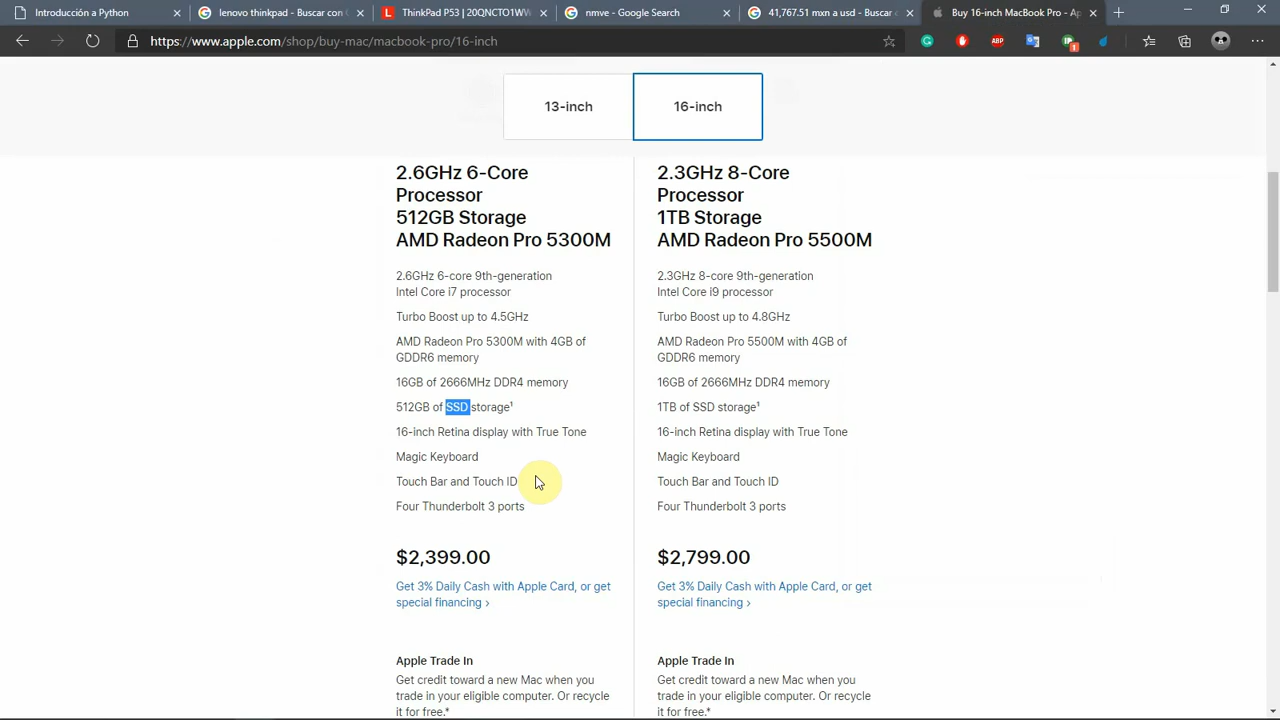 Introducción a Python
lenovo thinkpad - Buscar con G
ThinkPad P53 | 20QNCTO1WW
nmve - Google Search
41,767.51 mxn a usd - Buscar
Buy 16-inch MacBook Pro - Ap
https://www.apple.com/shop/buy-mac/macbook-pro/16-inch
ABP
1
13-inch
16-inch
2.6GHz 6-Core
Processor
512GB Storage
AMD Radeon Pro 5300M
2.6GHz 6-core 9th-generation
Intel Core i7 processor
Turbo Boost up to 4.5GHz
AMD Radeon Pro 5300M with 4GB of
GDDR6 memory
16GB of 2666MHz DDR4 memory
512GB of SSD storage¹
16-inch Retina display with True Tone
Magic Keyboard
Touch Bar and Touch ID
Four Thunderbolt 3 ports
$2,399.00
Get 3% Daily Cash with Apple Card, or get
special financing ›
Apple Trade In
Get credit toward a new Mac when you
trade in your eligible computer. Or recycle
it for free.*
2.3GHz 8-Core
Processor
1TB Storage
AMD Radeon Pro 5500M
2.3GHz 8-core 9th-generation
Intel Core i9 processor
Turbo Boost up to 4.8GHz
AMD Radeon Pro 5500M with 4GB of
GDDR6 memory
16GB of 2666MHz DDR4 memory
1TB of SSD storage¹
16-inch Retina display with True Tone
Magic Keyboard
Touch Bar and Touch ID
Four Thunderbolt 3 ports
$2,799.00
Get 3% Daily Cash with Apple Card, or get
special financing ›
Apple Trade In
Get credit toward a new Mac when you
trade in your eligible computer. Or recycle
it for free.*